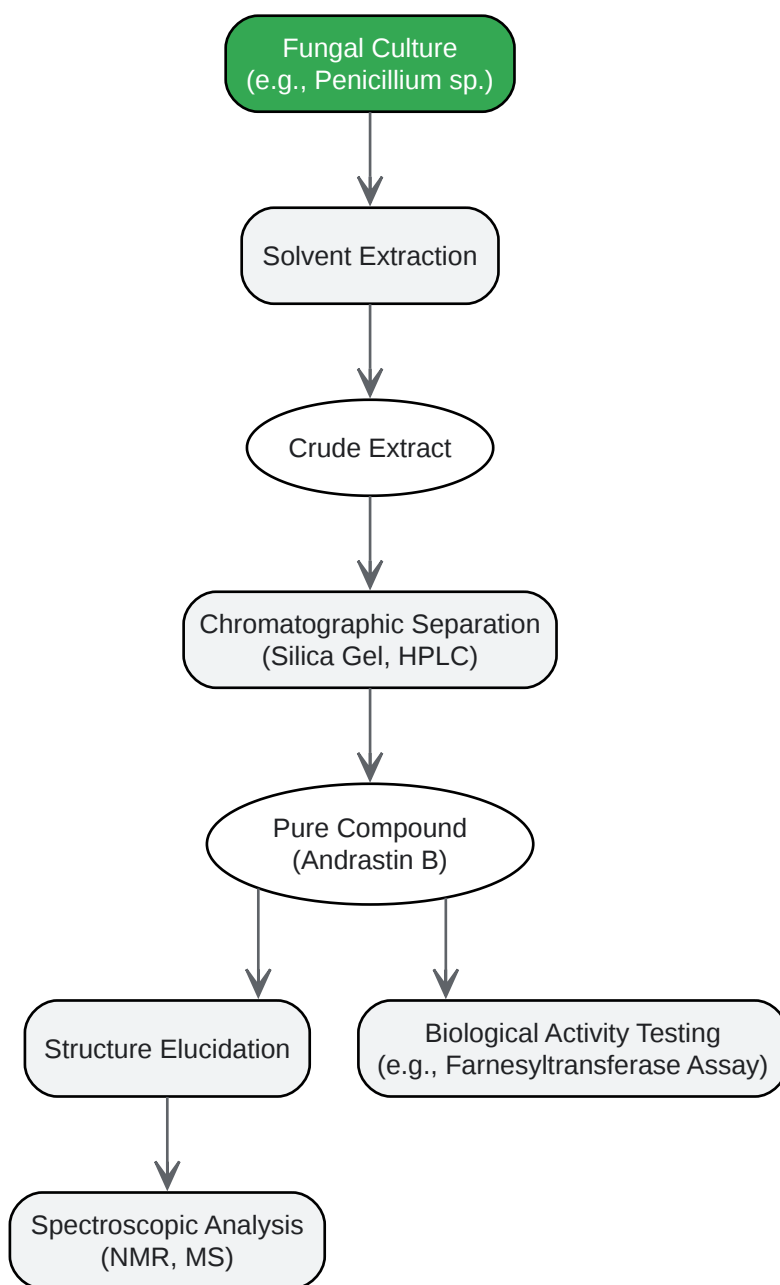 Fungal Culture
(e.g., Penicillium sp.)
Solvent Extraction
Crude Extract
Chromatographic Separation
(Silica Gel, HPLC)
Pure Compound
(Andrastin B)
Structure Elucidation
Biological Activity Testing
(e.g., Farnesyltransferase Assay)
Spectroscopic Analysis
(NMR, MS)